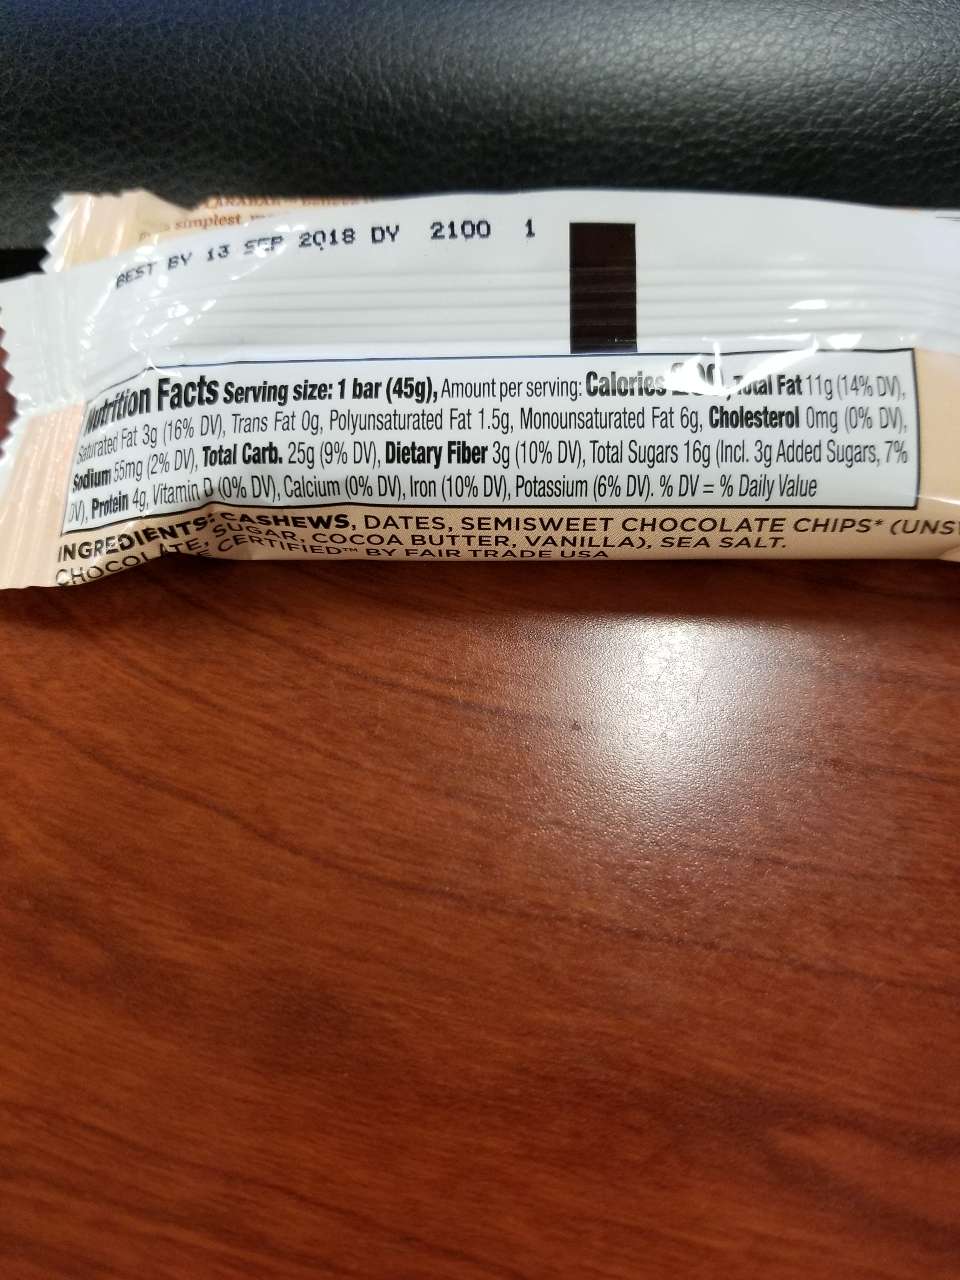 LARABAR
simplest,
BEST BY 13 SEP 2018 DY 2100 1
Nutrition Facts Serving size: 1 bar (45g), Amount per serving: Calories Total Fat 11g (14% DV),
Saturated Fat 3g (16% DV), Trans Fat 0g, Polyunsaturated Fat 1.5g, Monounsaturated Fat 6g, Cholesterol 0mg (0% DV),
Sodium 55mg (2% DV), Total Carb. 25g (9% DV), Dietary Fiber 3g (10% DV), Total Sugars 16g (Incl. 3g Added Sugars, 7%
DV), Protein 4g, Vitamin D (0% DV), Calcium (0% DV), Iron (10% DV), Potassium (6% DV). % DV = % Daily Value
INGREDIENTS: CASHEWS, DATES, SEMISWEET CHOCOLATE CHIPS* (UNS
CHOCOLATE, SUGAR, COCOA BUTTER, VANILLA), SEA SALT.
CERTIFIED™ BY FAIR TRADE USA